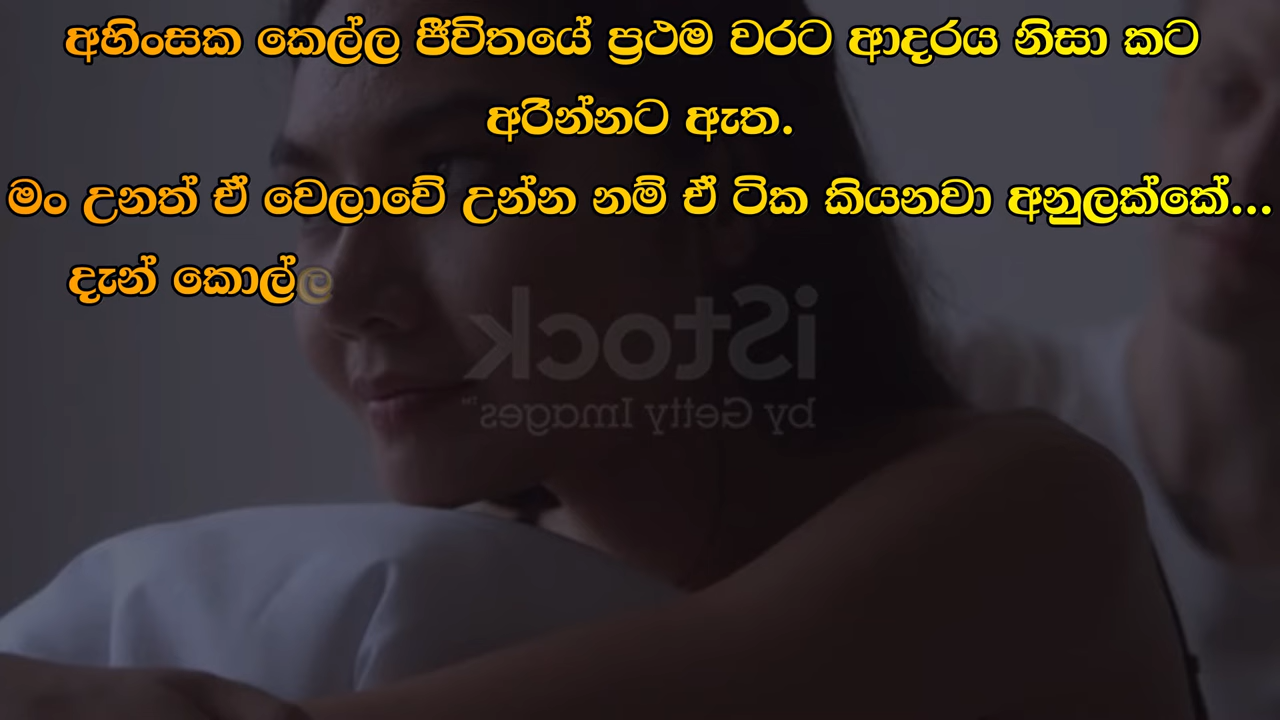 අහිංසක කෙල්ල ජීවිතයේ ප්‍රථම වරට ආදරය නිසා කට
අරින්නට ඇත.
මං උනත් ඒ වෙලාවේ උන්න නම් ඒ ටික කියනවා අනුලක්කේ...
දැන් කොල්ල
iStock
by Getty Images™